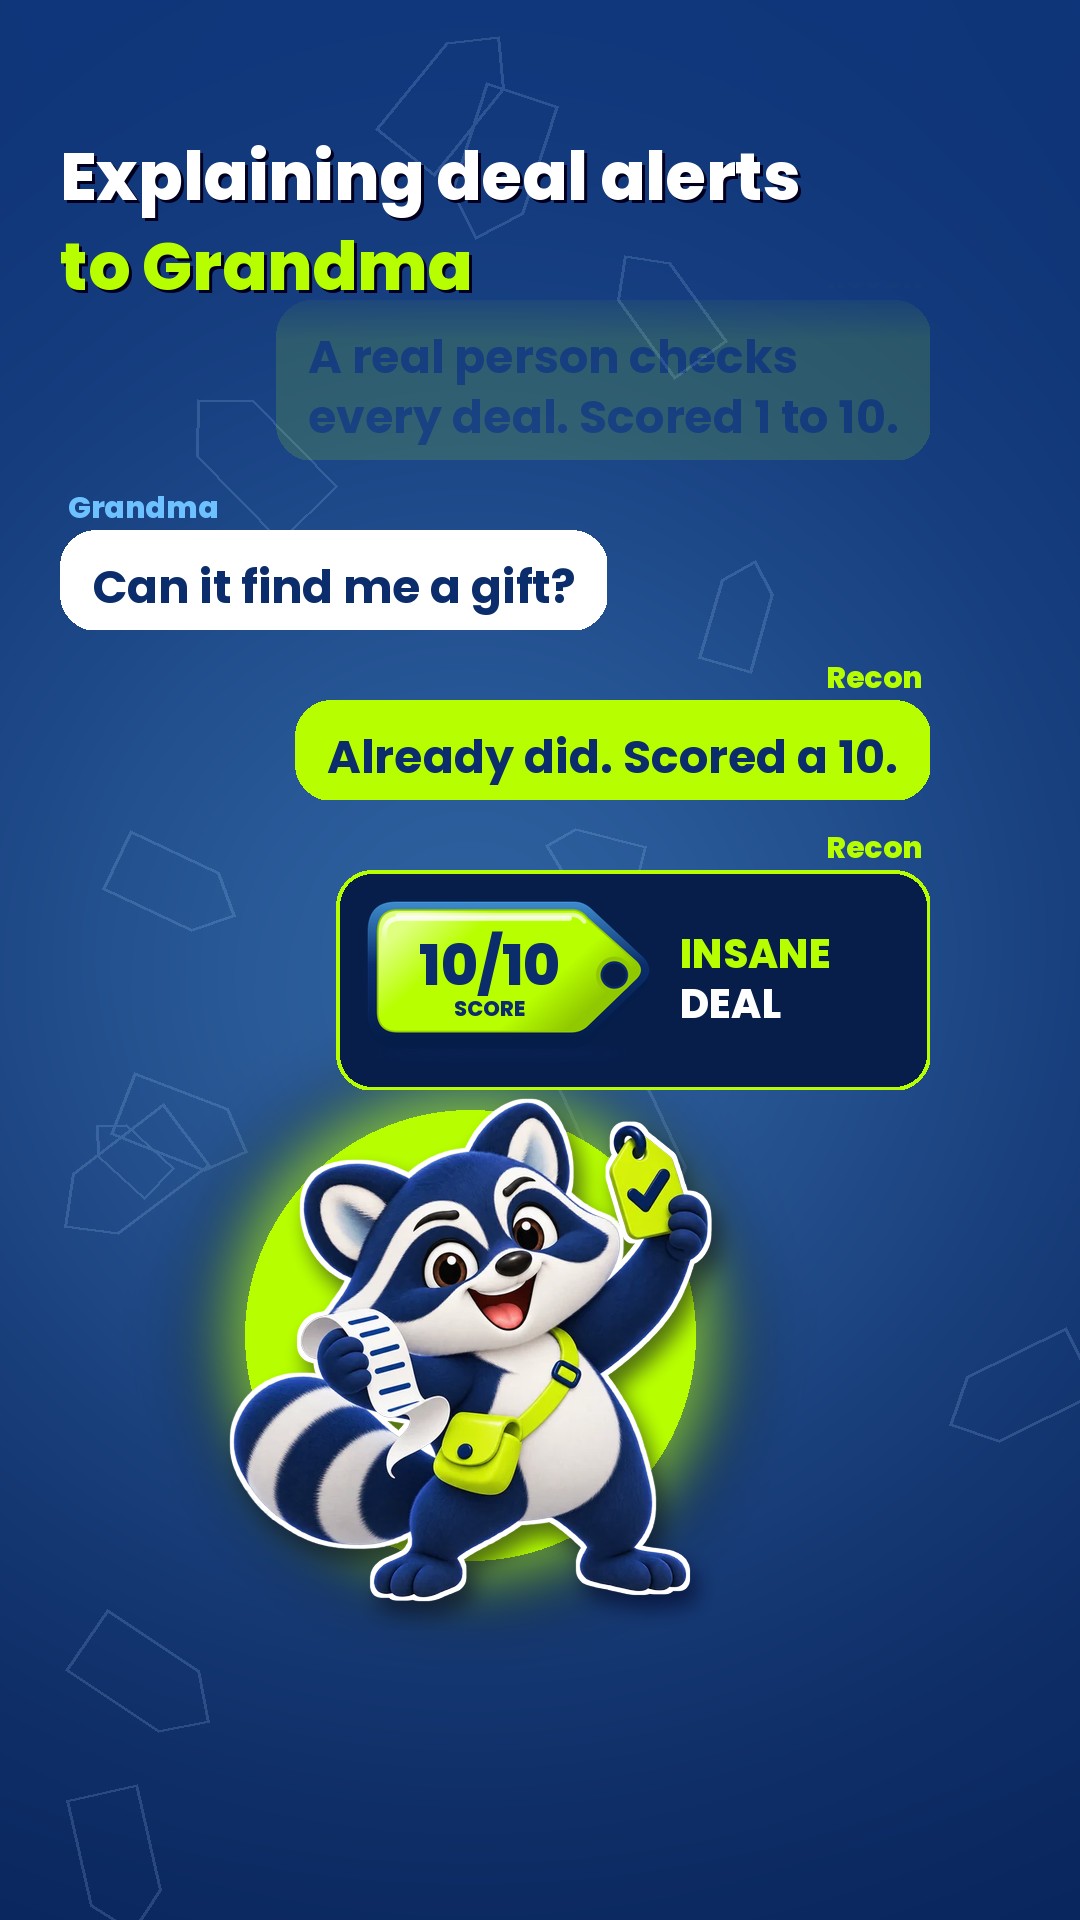 Explaining deal alerts
to Grandma
A real person checks
every deal. Scored 1 to 10.
Grandma
Can it find me a gift?
Recon
Already did. Scored a 10.
Recon
10/10
SCORE
INSANE
DEAL